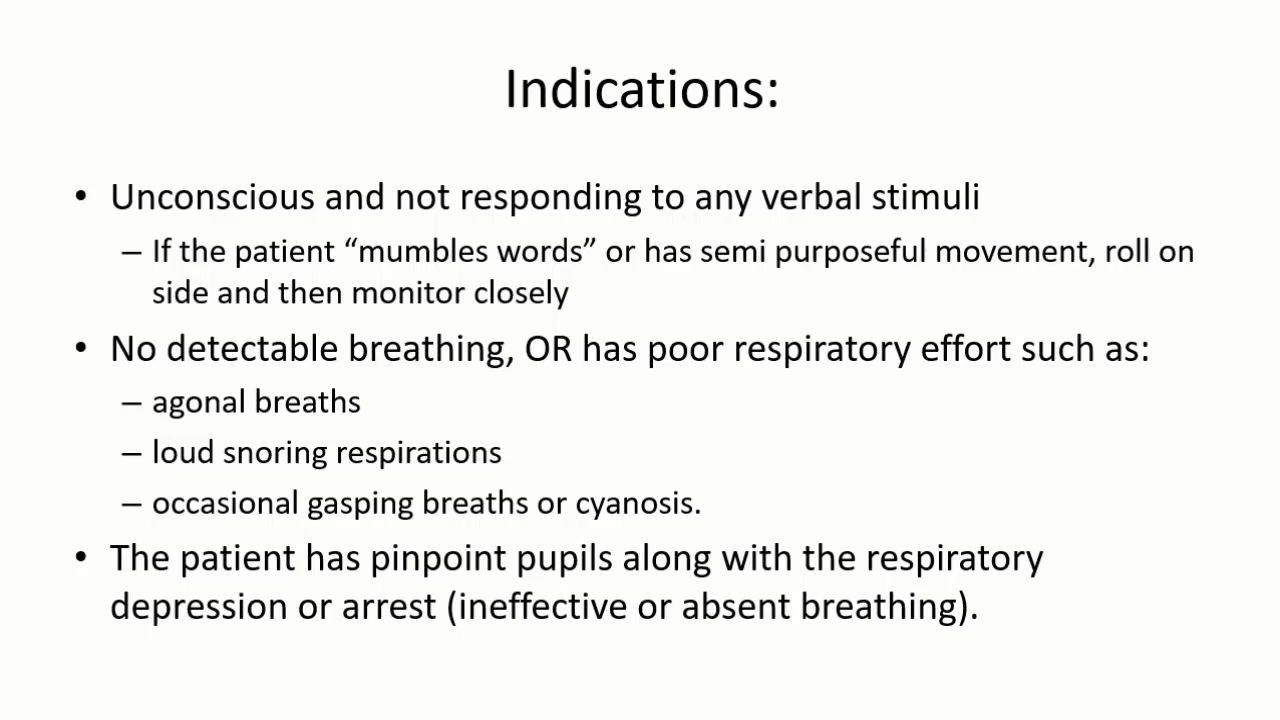 Indications:
• Unconscious and not responding to any verbal stimuli
– If the patient “mumbles words” or has semi purposeful movement, roll on
side and then monitor closely
• No detectable breathing, OR has poor respiratory effort such as:
– agonal breaths
– loud snoring respirations
– occasional gasping breaths or cyanosis.
• The patient has pinpoint pupils along with the respiratory
depression or arrest (ineffective or absent breathing).